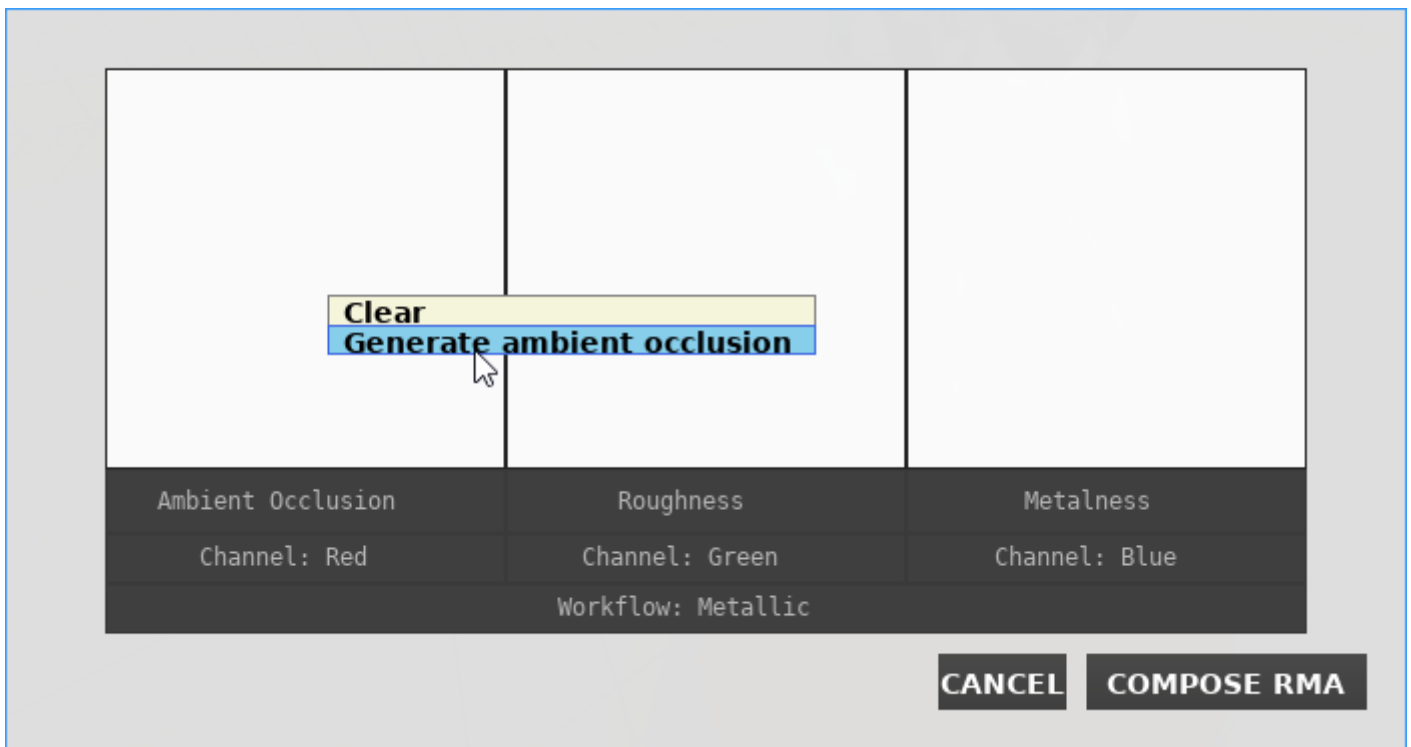 Clear
Generate ambient occlusion
Ambient Occlusion
Roughness
Metalness
Channel: Red
Channel: Green
Channel: Blue
Workflow: Metallic
CANCEL
COMPOSE RMA